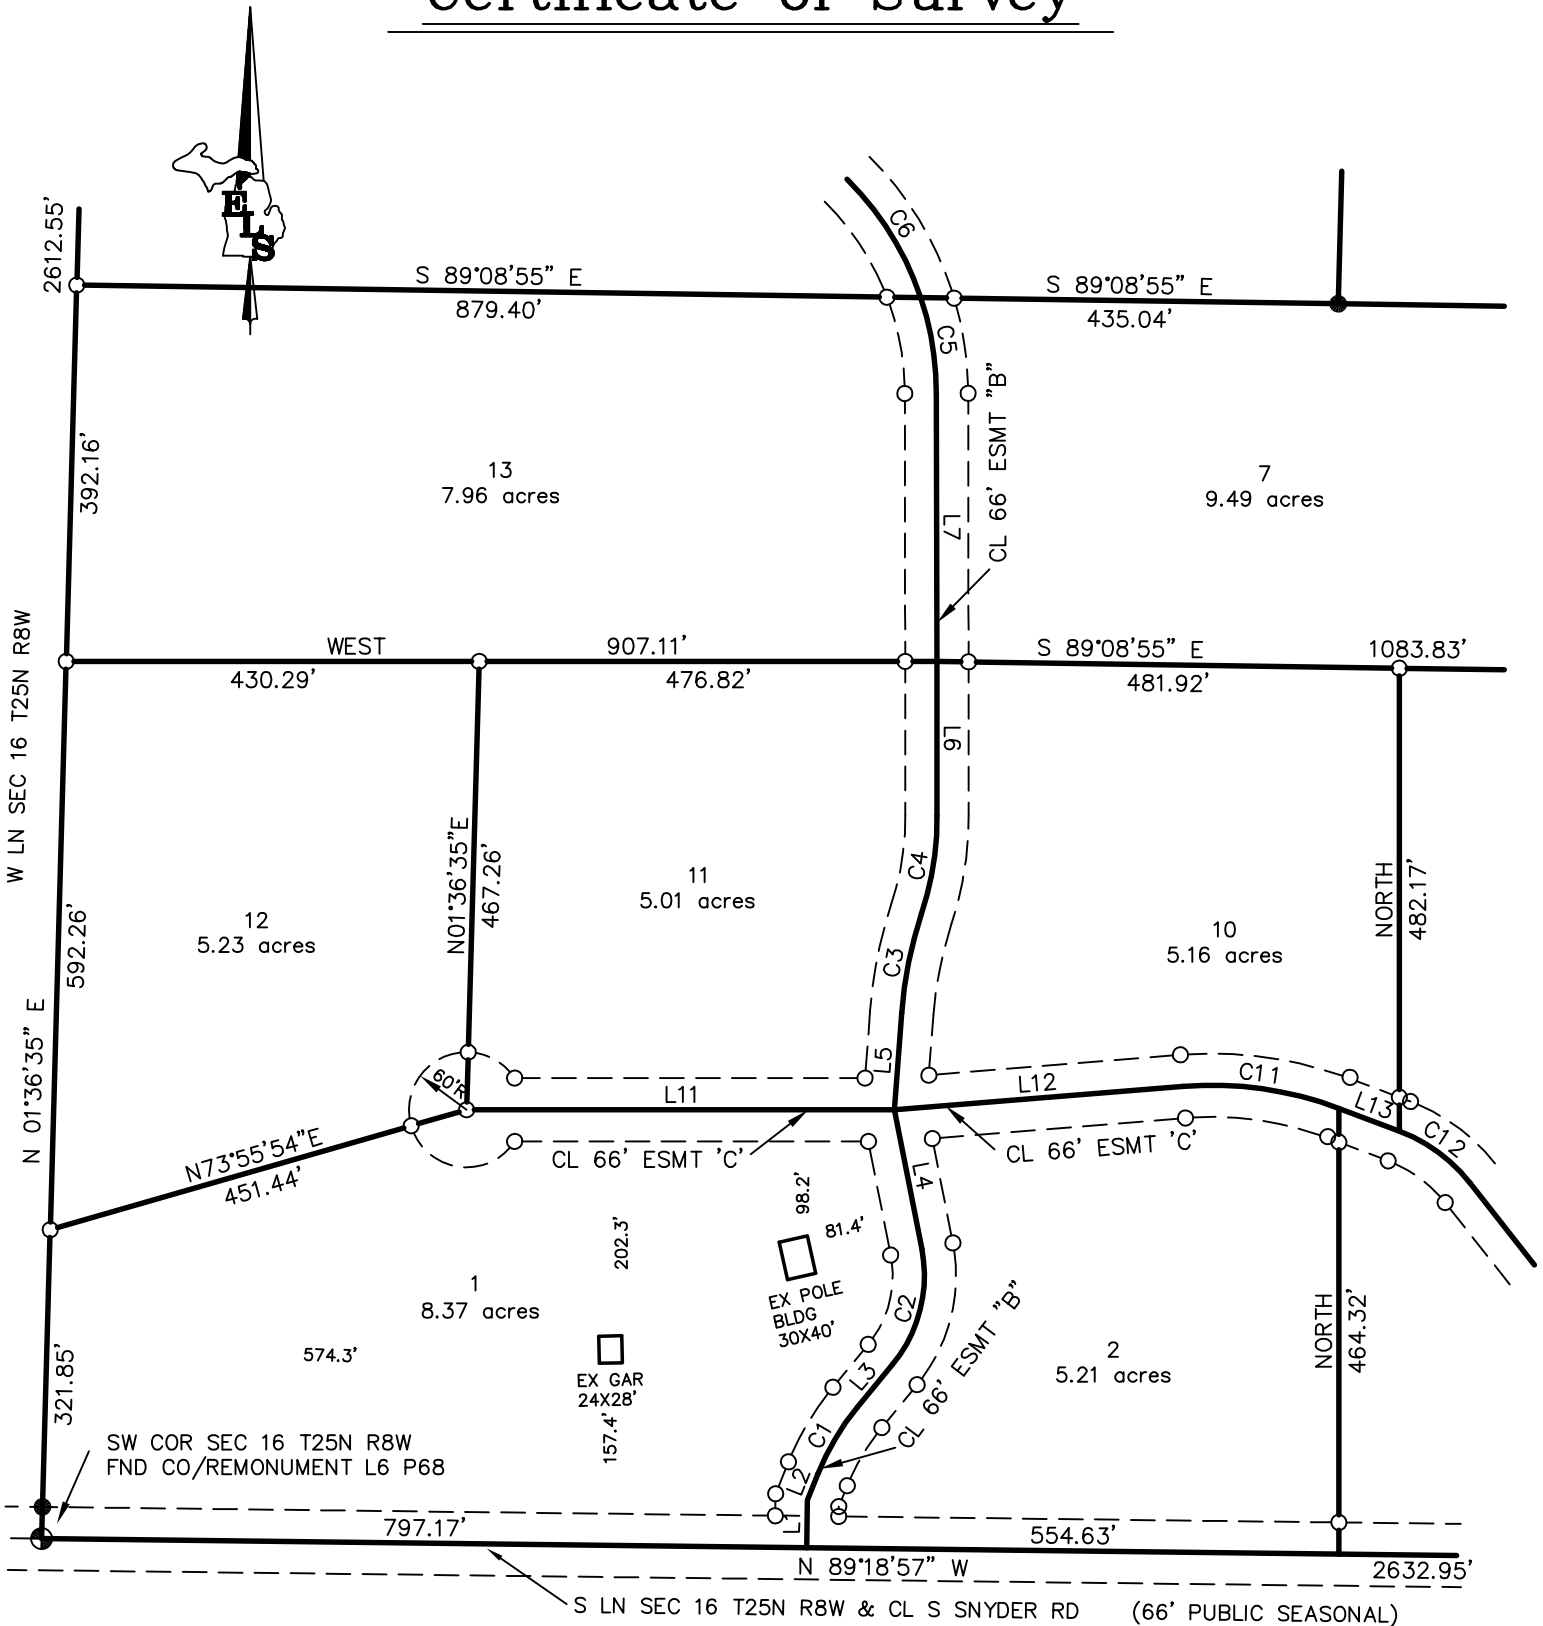 Certificate of Survey
E
L
S
2612.55'
S 89°08'55" E
879.40'
C6
S 89°08'55" E
435.04'
C5
392.16'
13
7.96 acres
CL 66' ESMT "B"
L7
7
9.49 acres
W LN SEC 16 T25N R8W
WEST
907.11'
430.29'
476.82'
S 89°08'55" E
1083.83'
481.92'
L6
N01°36'35"E
467.26'
11
5.01 acres
C4
NORTH
482.17'
12
5.23 acres
592.26'
C3
10
5.16 acres
N 01°36'35" E
60'R
L11
L5
L12
C11
L13
C12
N73°55'54"E
451.44'
CL 66' ESMT 'C'
CL 66' ESMT 'C'
L4
98.2'
81.4'
202.3'
1
8.37 acres
EX POLE
BLDG
30X40'
C2
CL 66' ESMT "B"
NORTH
464.32'
2
5.21 acres
574.3'
EX GAR
24X28'
157.4'
L3
C1
321.85'
SW COR SEC 16 T25N R8W
FND CO/REMONUMENT L6 P68
L2
L1
797.17'
554.63'
N 89°18'57" W
2632.95'
S LN SEC 16 T25N R8W & CL S SNYDER RD (66' PUBLIC SEASONAL)